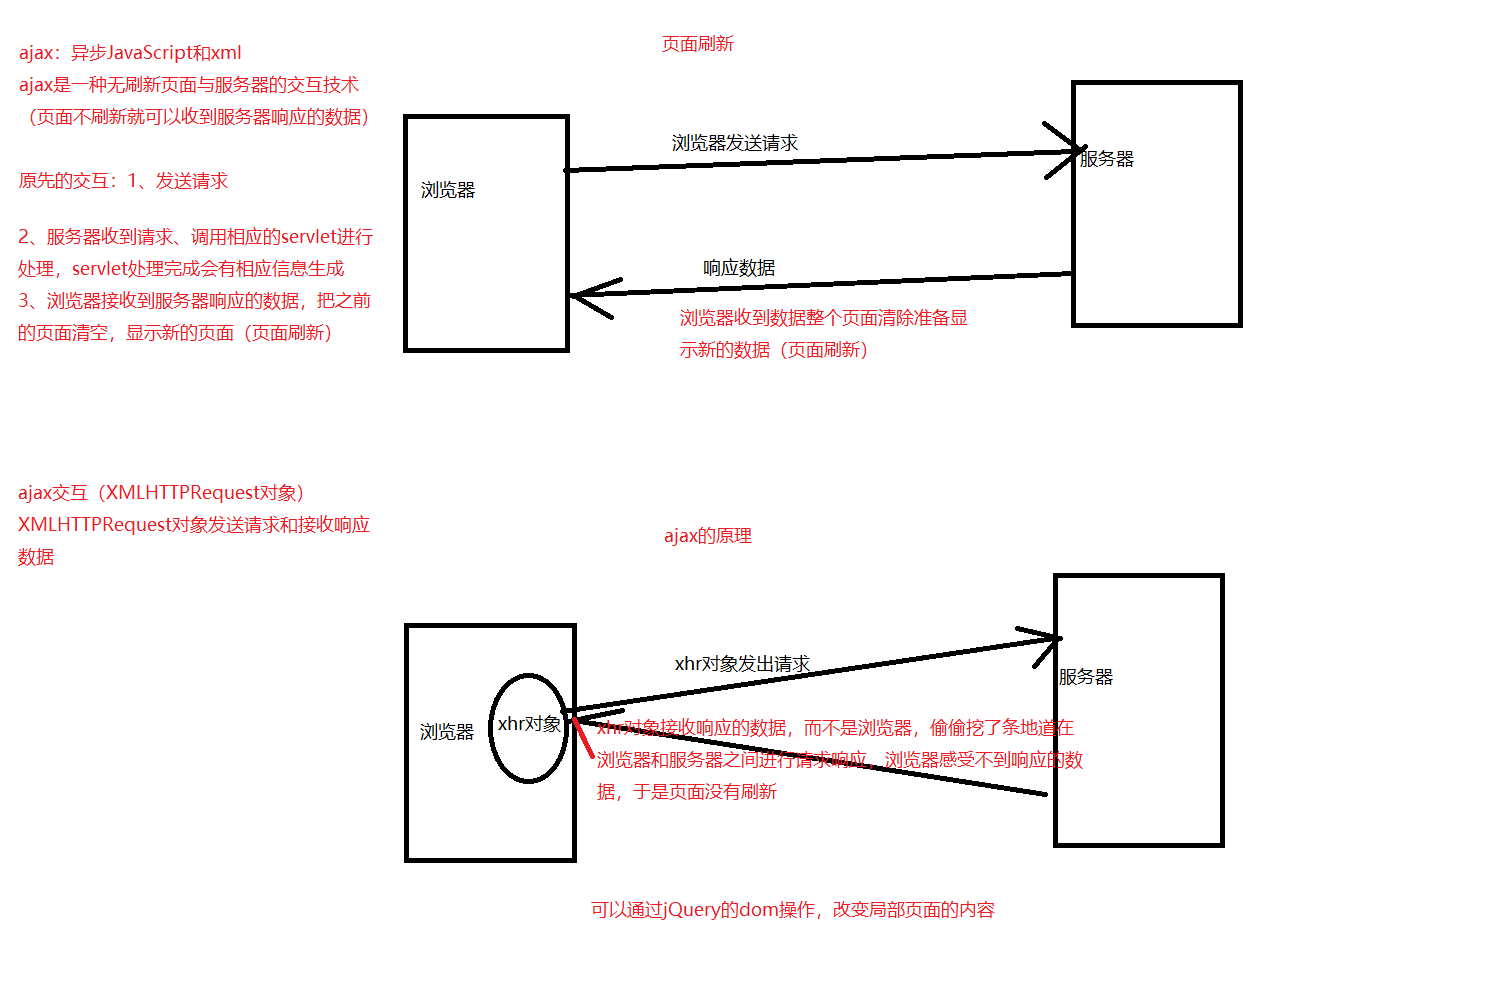 ajax：异步JavaScript和xml
ajax是一种无刷新页面与服务器的交互技术
（页面不刷新就可以收到服务器响应的数据）
原先的交互：1、发送请求
2、服务器收到请求、调用相应的servlet进行
处理，servlet处理完成会有相应信息生成
3、浏览器接收到服务器响应的数据，把之前
的页面清空，显示新的页面（页面刷新）
页面刷新
浏览器
浏览器发送请求
服务器
响应数据
浏览器收到数据整个页面清除准备显
示新的数据（页面刷新）
ajax交互（XMLHTTPRequest对象）
XMLHTTPRequest对象发送请求和接收响应
数据
ajax的原理
浏览器
xhr对象
xhr对象发出请求
服务器
xhr对象接收响应的数据，而不是浏览器，偷偷挖了条地道在
浏览器和服务器之间进行请求响应，浏览器感受不到响应的数
据，于是页面没有刷新
可以通过jQuery的dom操作，改变局部页面的内容